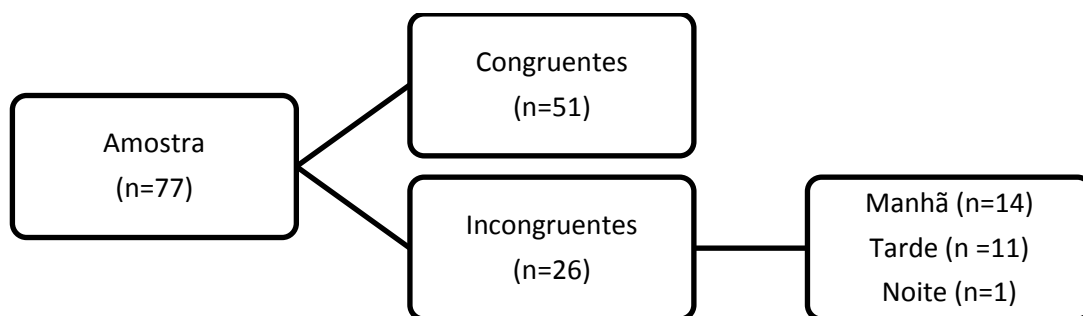 Amostra
(n=77)
Congruentes
(n=51)
Incongruentes
(n=26)
Manhã (n=14)
Tarde (n =11)
Noite (n=1)